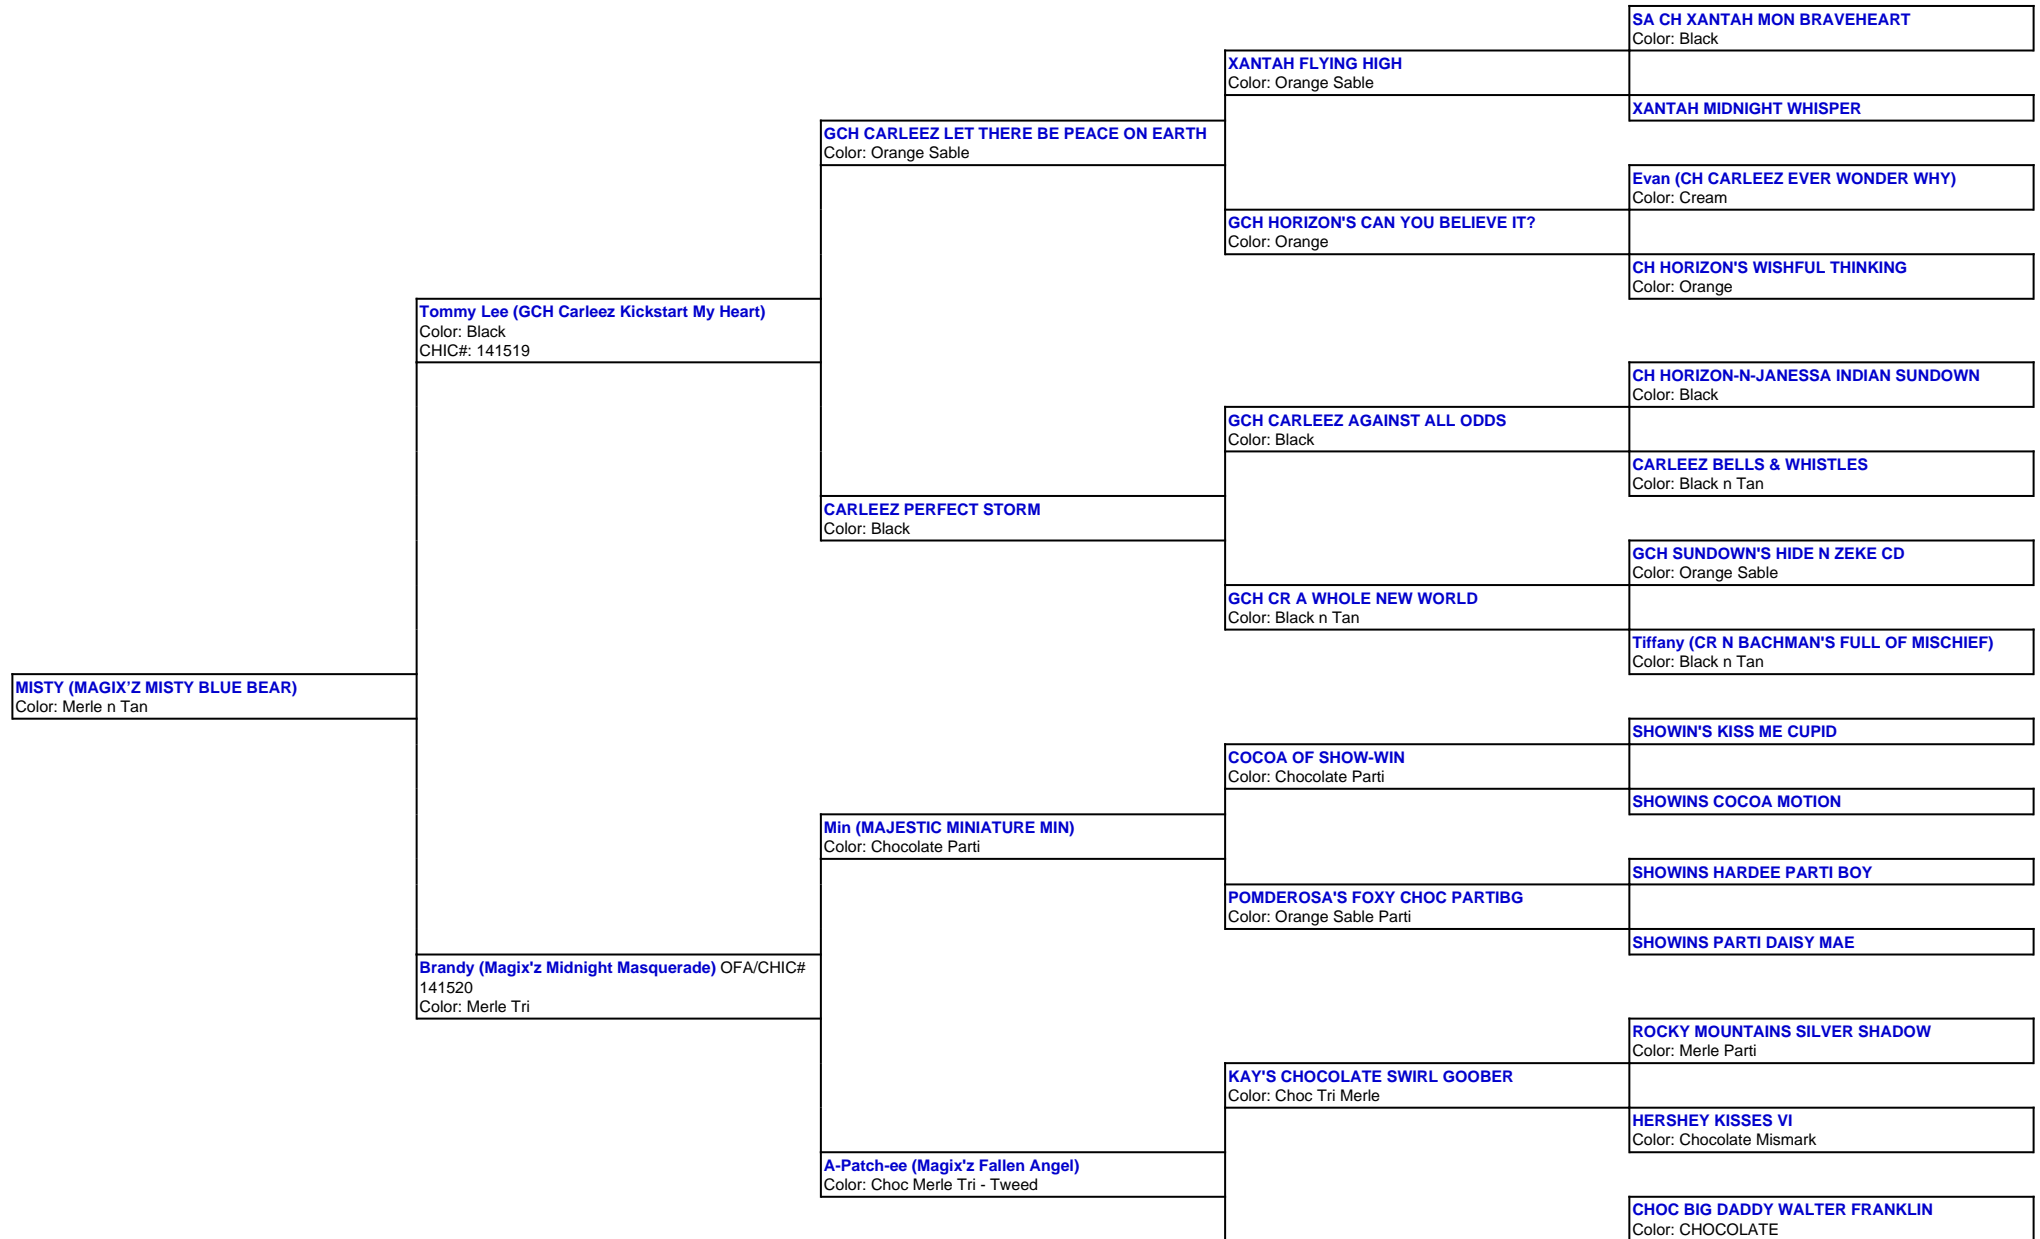 SA CH XANTAH MON BRAVEHEART
Color: Black
XANTAH FLYING HIGH
Color: Orange Sable
XANTAH MIDNIGHT WHISPER
GCH CARLEEZ LET THERE BE PEACE ON EARTH
Color: Orange Sable
Evan (CH CARLEEZ EVER WONDER WHY)
Color: Cream
GCH HORIZON'S CAN YOU BELIEVE IT?
Color: Orange
CH HORIZON'S WISHFUL THINKING
Color: Orange
Tommy Lee (GCH Carleez Kickstart My Heart)
Color: Black
CHIC#: 141519
CH HORIZON-N-JANESSA INDIAN SUNDOWN
Color: Black
GCH CARLEEZ AGAINST ALL ODDS
Color: Black
CARLEEZ BELLS & WHISTLES
Color: Black n Tan
CARLEEZ PERFECT STORM
Color: Black
GCH SUNDOWN'S HIDE N ZEKE CD
Color: Orange Sable
GCH CR A WHOLE NEW WORLD
Color: Black n Tan
Tiffany (CR N BACHMAN'S FULL OF MISCHIEF)
Color: Black n Tan
MISTY (MAGIX’Z MISTY BLUE BEAR)
Color: Merle n Tan
SHOWIN'S KISS ME CUPID
COCOA OF SHOW-WIN
Color: Chocolate Parti
SHOWINS COCOA MOTION
Min (MAJESTIC MINIATURE MIN)
Color: Chocolate Parti
SHOWINS HARDEE PARTI BOY
POMDEROSA'S FOXY CHOC PARTIBG
Color: Orange Sable Parti
SHOWINS PARTI DAISY MAE
Brandy (Magix'z Midnight Masquerade) OFA/CHIC#
141520
Color: Merle Tri
ROCKY MOUNTAINS SILVER SHADOW
Color: Merle Parti
KAY'S CHOCOLATE SWIRL GOOBER
Color: Choc Tri Merle
HERSHEY KISSES VI
Color: Chocolate Mismark
A-Patch-ee (Magix'z Fallen Angel)
Color: Choc Merle Tri - Tweed
CHOC BIG DADDY WALTER FRANKLIN
Color: CHOCOLATE